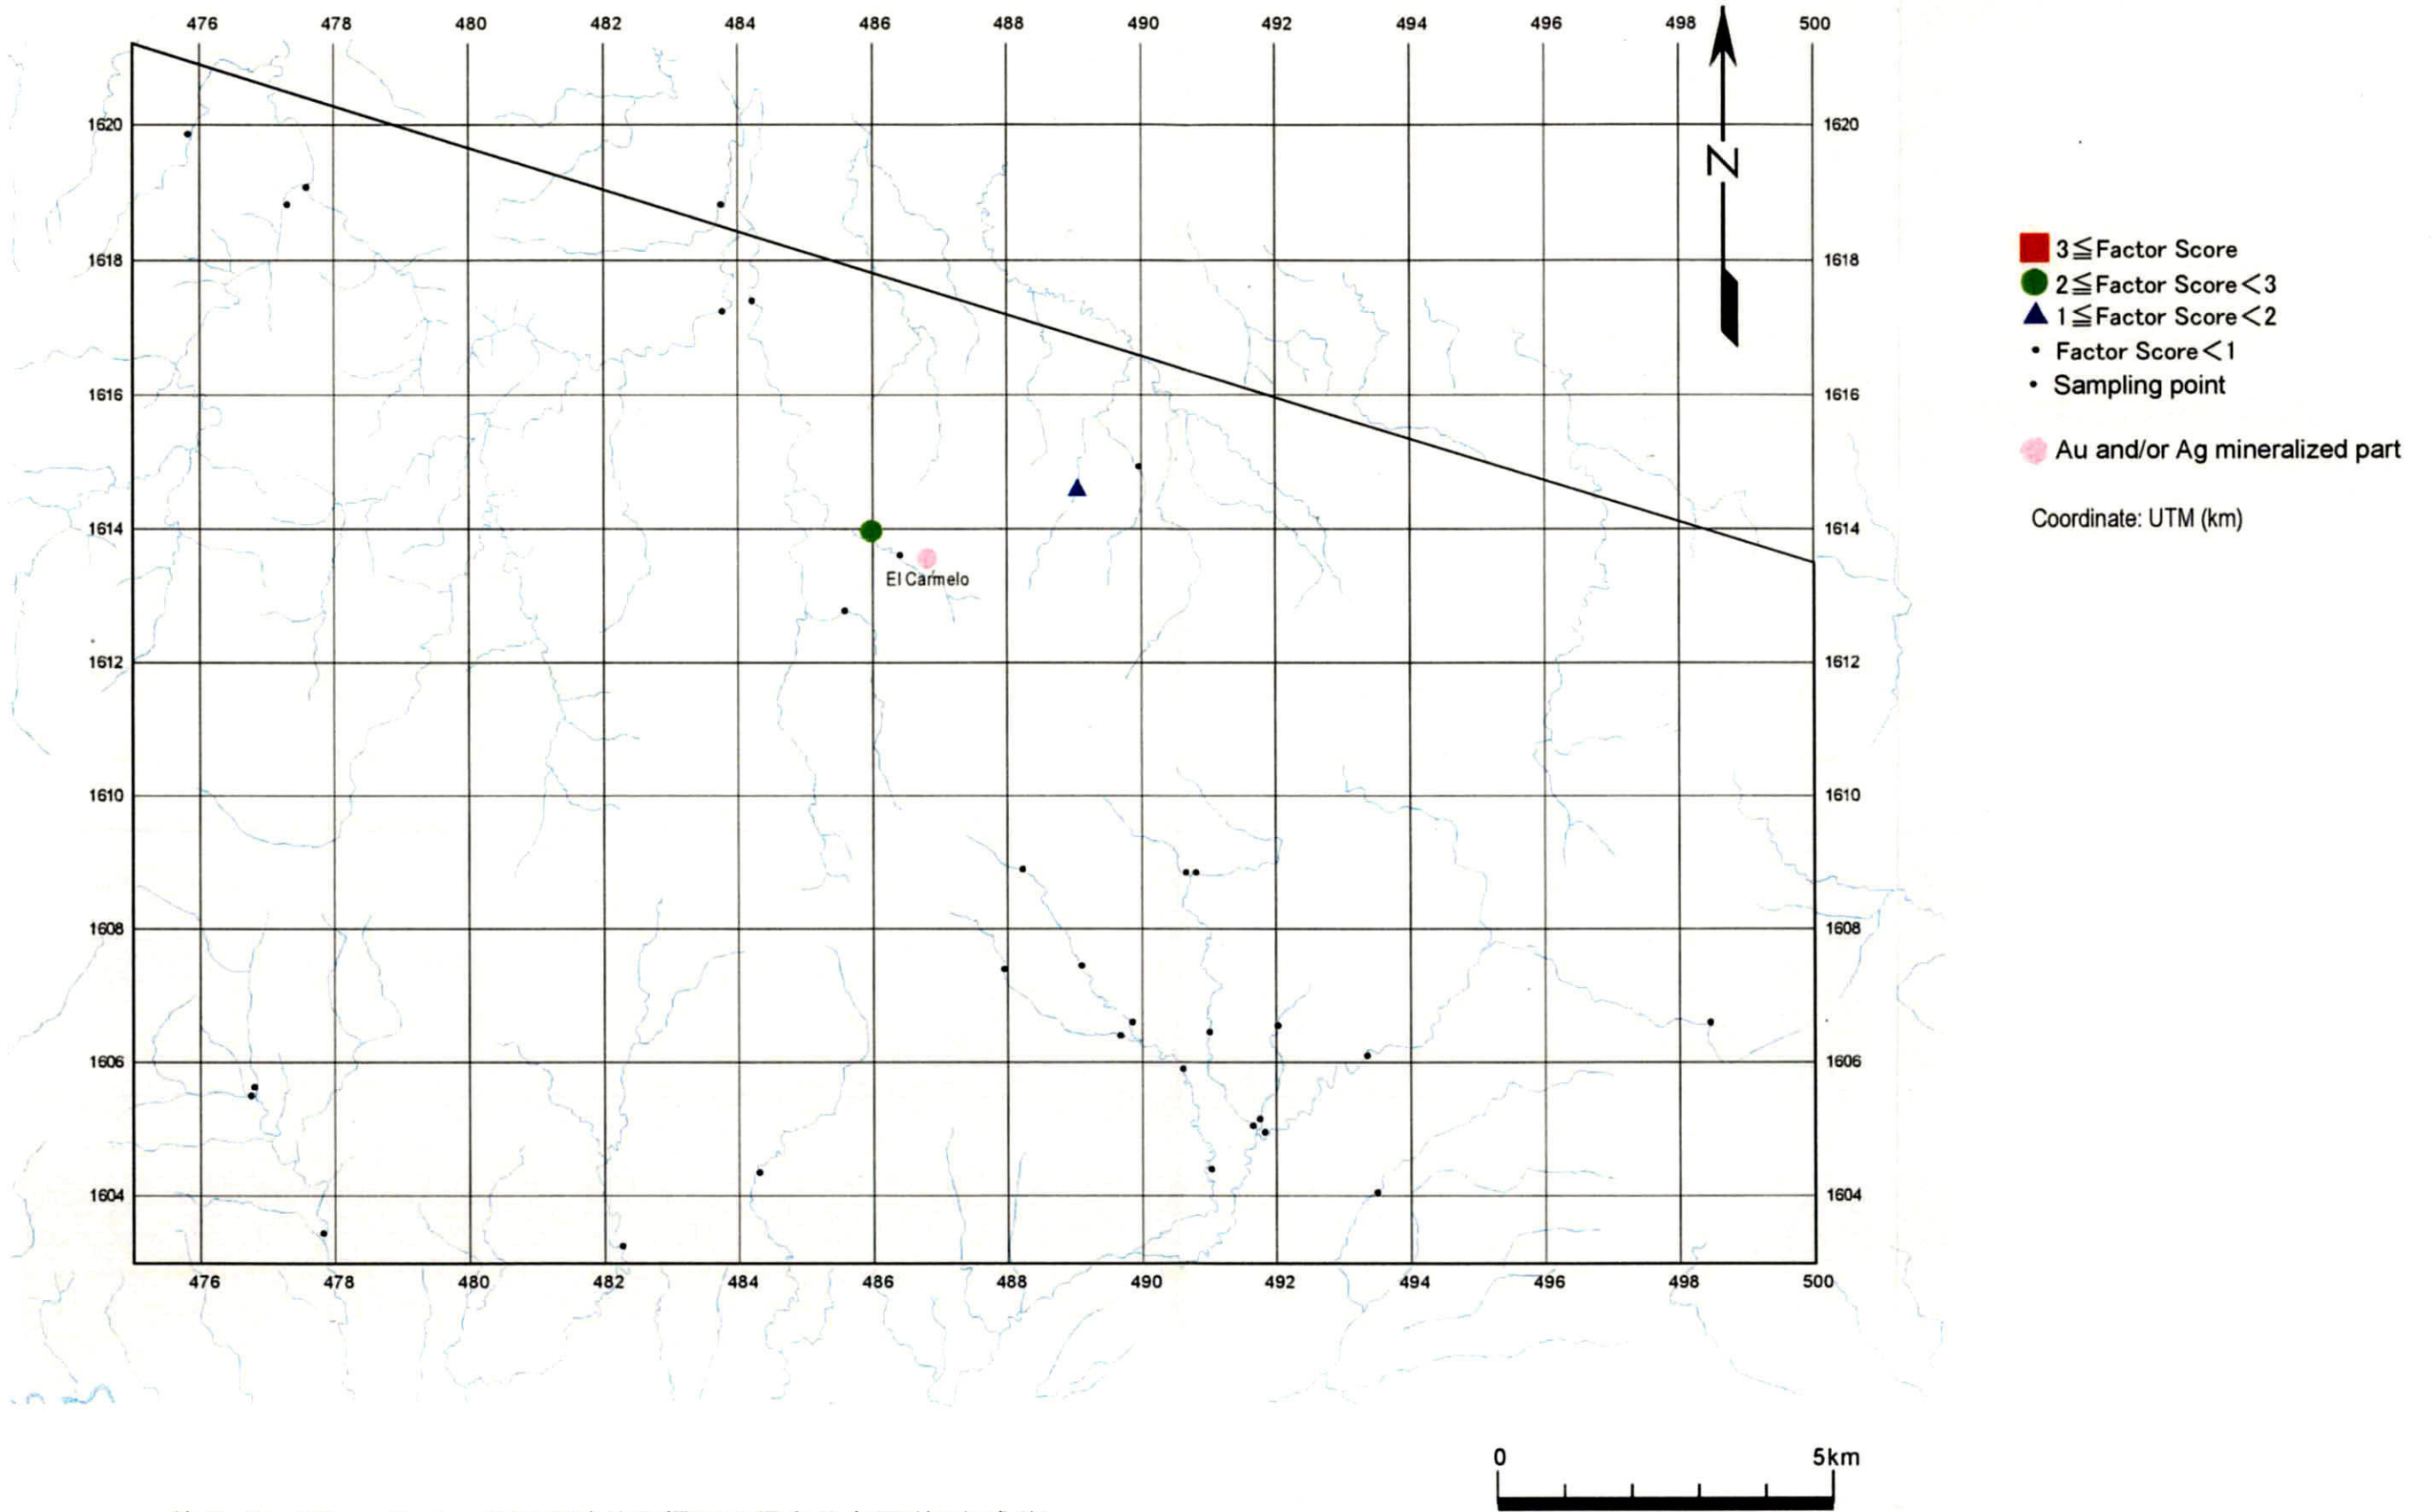 476 478 480 482 484 486 488 490 492 494 496 498 500
N
1620 1620
1618 1618
1616 1616
1614 1614
1612 1612
1610 1610
1608 1608
1606 1606
1604 1604
El Carmelo
476 478 480 482 484 486 488 490 492 494 496 498 500
3≦Factor Score
2≦Factor Score<3
1≦Factor Score<2
Factor Score<1
Sampling point
Au and/or Ag mineralized part
Coordinate: UTM (km)
0 5km